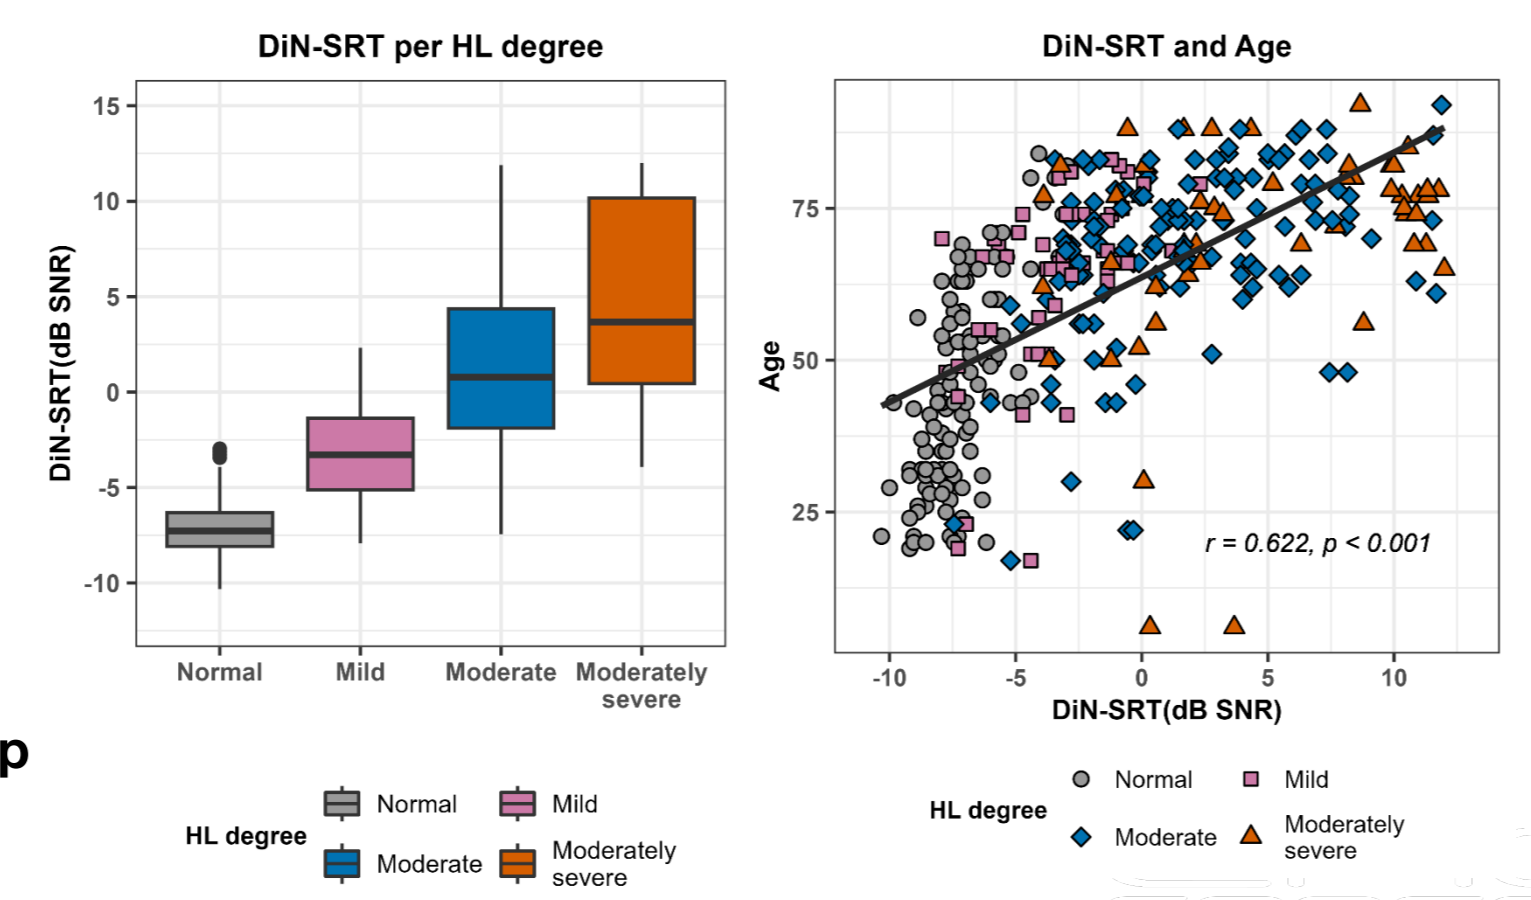 DiN-SRT per HL degree
DiN-SRT(dB SNR)
15
10
5
0
-5
-10
Normal
Mild
Moderate
Moderately
severe
p
HL degree
Normal
Mild
Moderate
Moderately
severe
DiN-SRT and Age
Age
75
50
25
r = 0.622, p < 0.001
-10
-5
0
5
10
DiN-SRT(dB SNR)
HL degree
Normal
Mild
Moderate
Moderately
severe